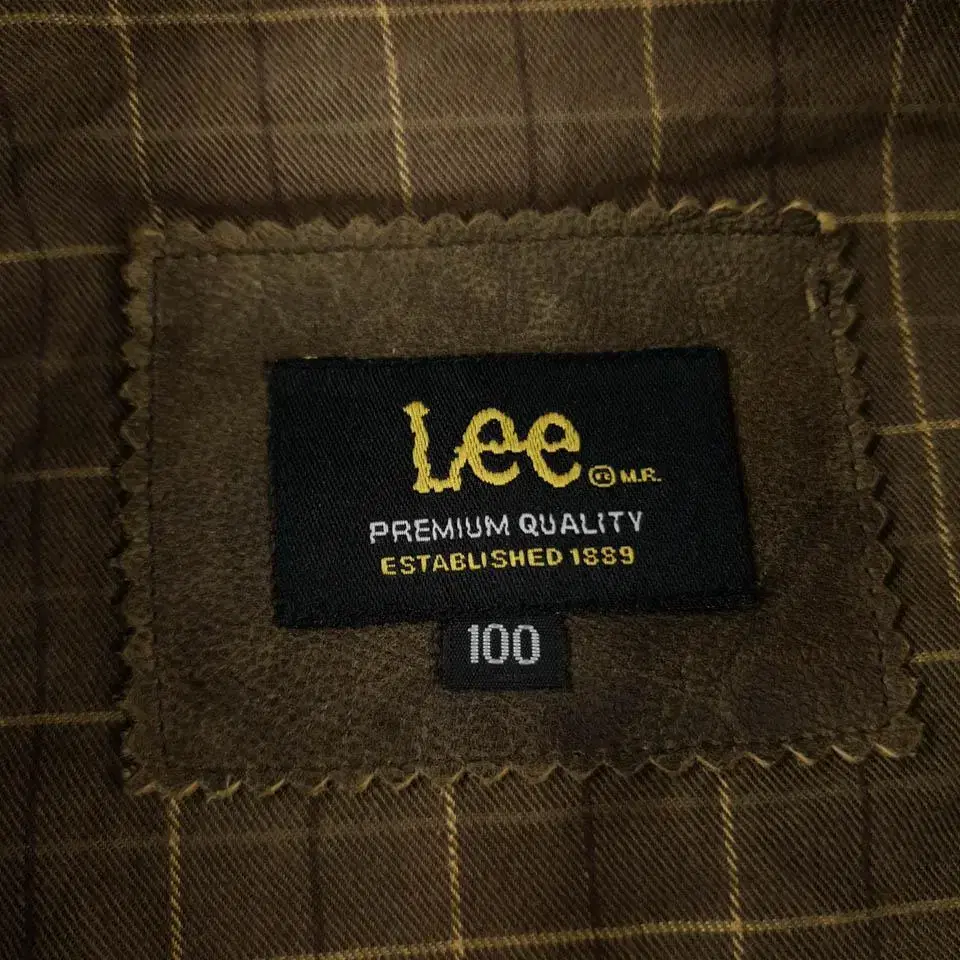 Lee ® M.R.
PREMIUM QUALITY
ESTABLISHED 1889
100